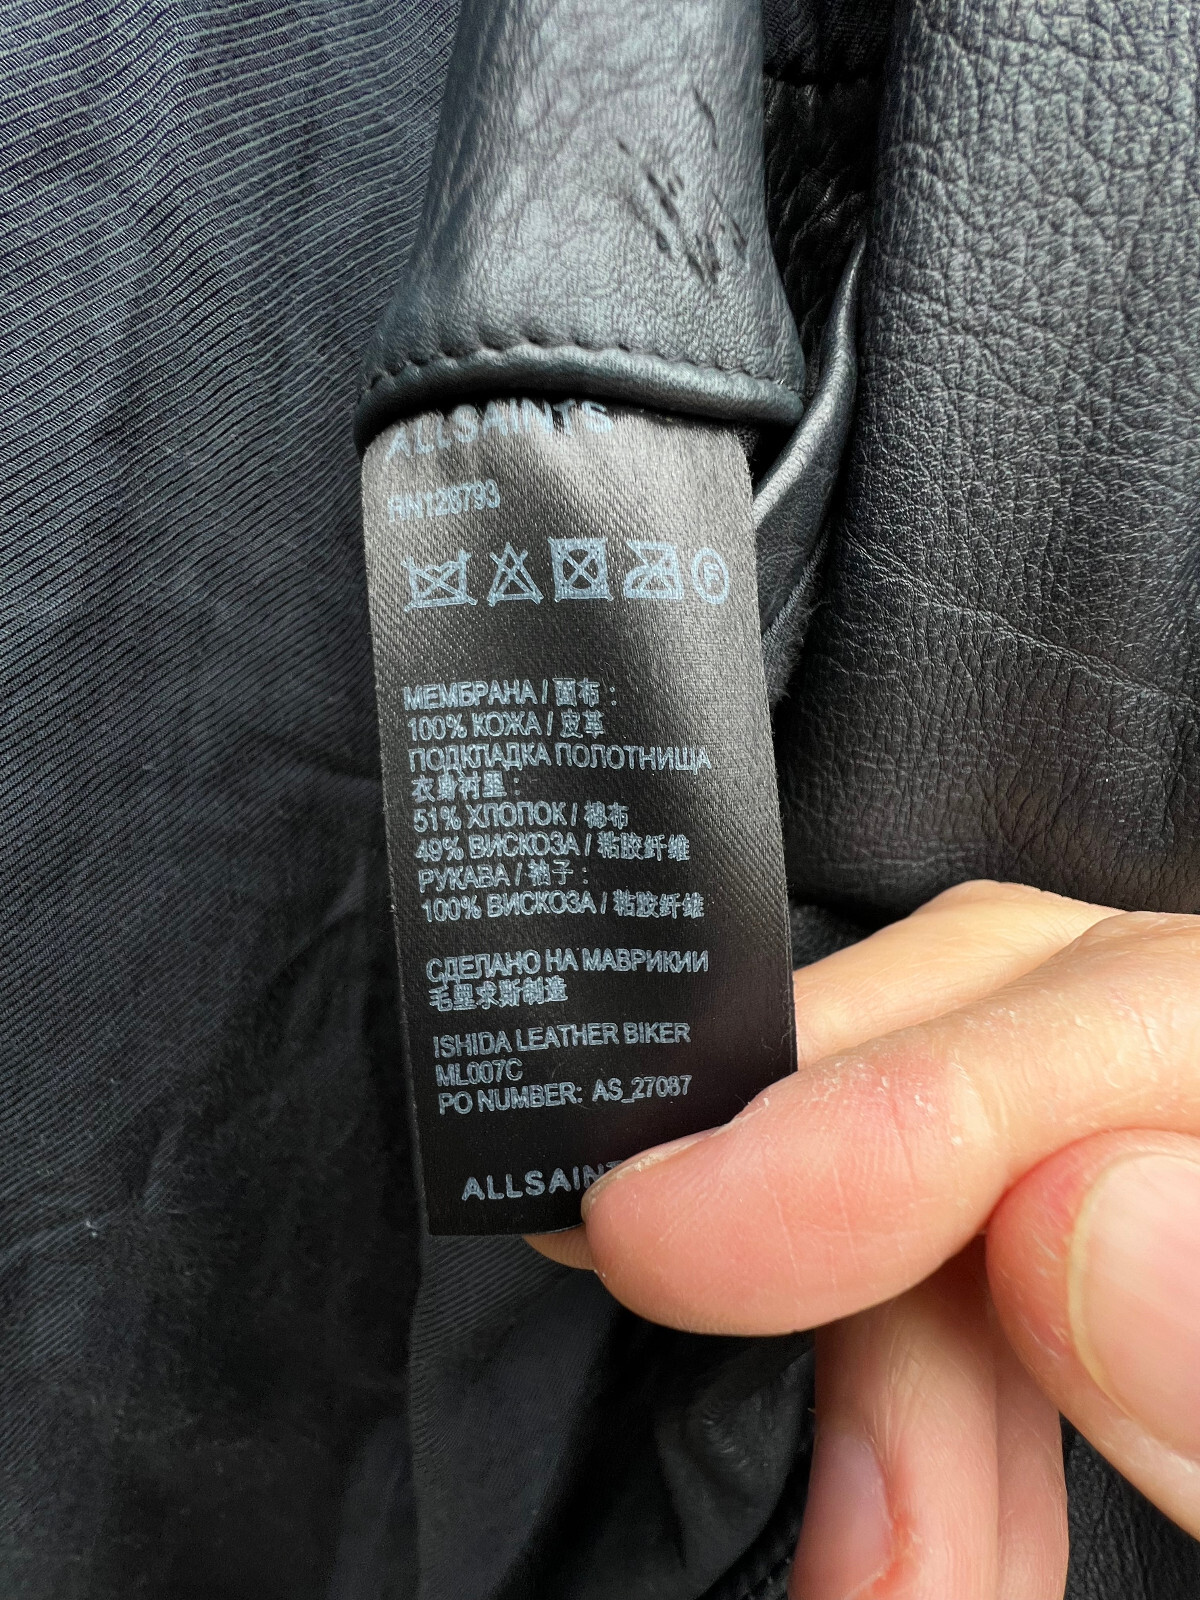 ALLSAINTS
RN128793
МЕМБРАНА / 面布 :
100% КОЖА / 皮革
ПОДКЛАДКА ПОЛОТНИЩА
衣身衬里 :
51% ХЛОПОК / 棉布
49% ВИСКОЗА / 粘胶纤维
РУКАВА / 袖子 :
100% ВИСКОЗА / 粘胶纤维
СДЕЛАНО НА МАВРИКИИ
毛里求斯制造
ISHIDA LEATHER BIKER
ML007C
PO NUMBER: AS_27087
ALLSAINT